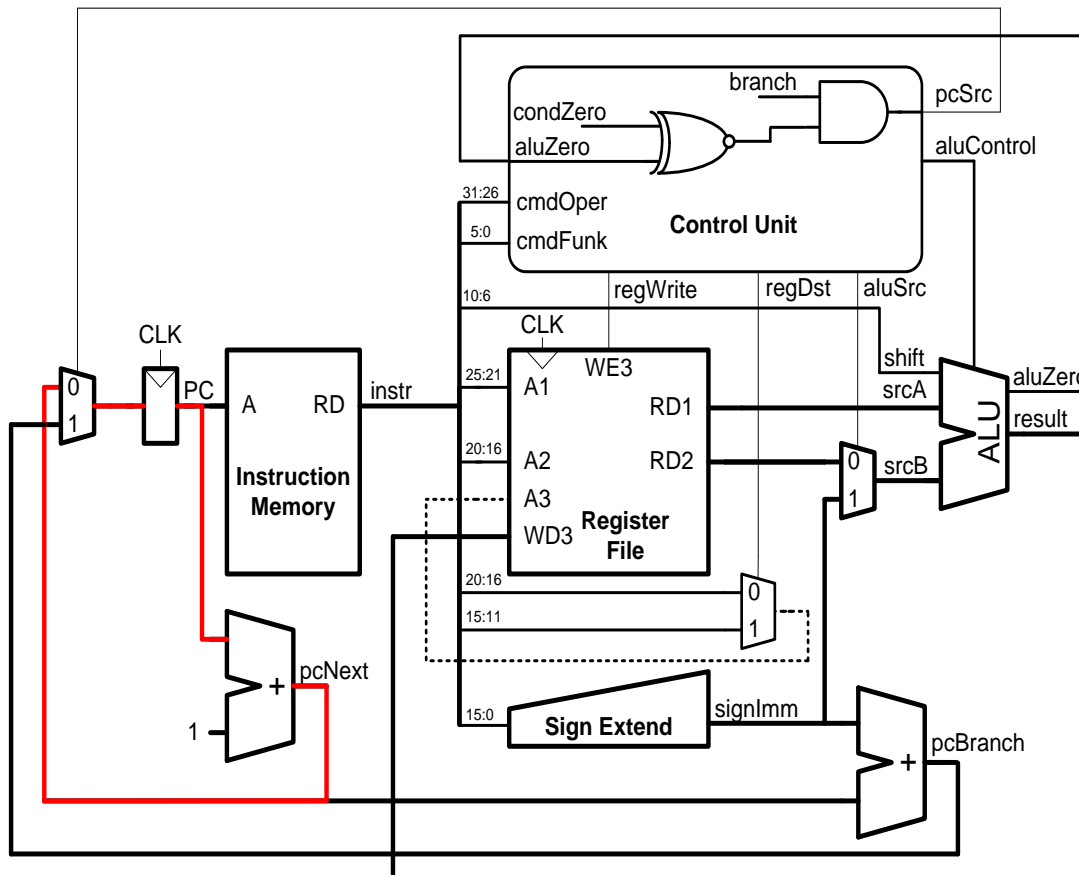 branch
pcSrc
condZero
aluZero
aluControl
31:26
cmdOper
5:0
cmdFunk
Control Unit
10:6
regWrite
regDst
aluSrc
CLK
CLK
shift
0
1
PC
A
RD
instr
25:21
A1
WE3
RD1
srcA
ALU
aluZero
result
20:16
A2
RD2
0
1
srcB
Instruction
Memory
A3
WD3
Register
File
20:16
15:11
0
1
pcNext
+
1
15:0
Sign Extend
signImm
+
pcBranch